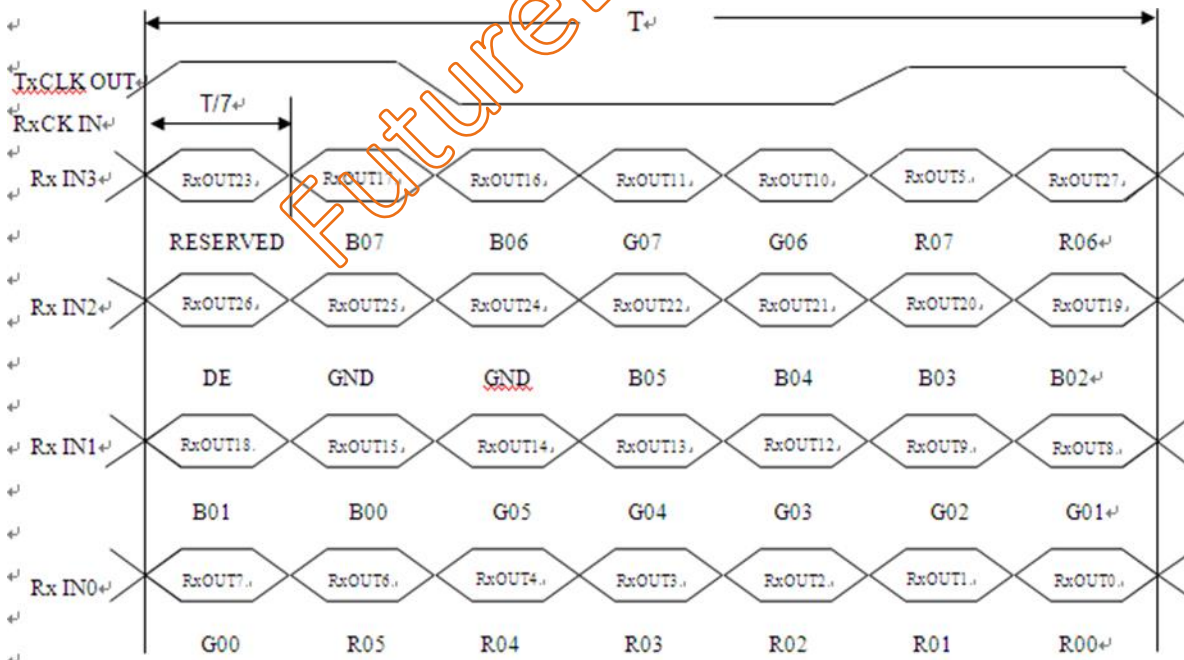 T
TxCLK OUT
T/7
RxCK IN
Rx IN3 RxOUT23 RxOUT17 RxOUT16 RxOUT11 RxOUT10 RxOUT5 RxOUT27
RESERVED B07 B06 G07 G06 R07 R06
Rx IN2 RxOUT26 RxOUT25 RxOUT24 RxOUT22 RxOUT21 RxOUT20 RxOUT19
DE GND GND B05 B04 B03 B02
Rx IN1 RxOUT18 RxOUT15 RxOUT14 RxOUT13 RxOUT12 RxOUT9 RxOUT8
B01 B00 G05 G04 G03 G02 G01
Rx IN0 RxOUT7 RxOUT6 RxOUT4 RxOUT3 RxOUT2 RxOUT1 RxOUT0
G00 R05 R04 R03 R02 R01 R00